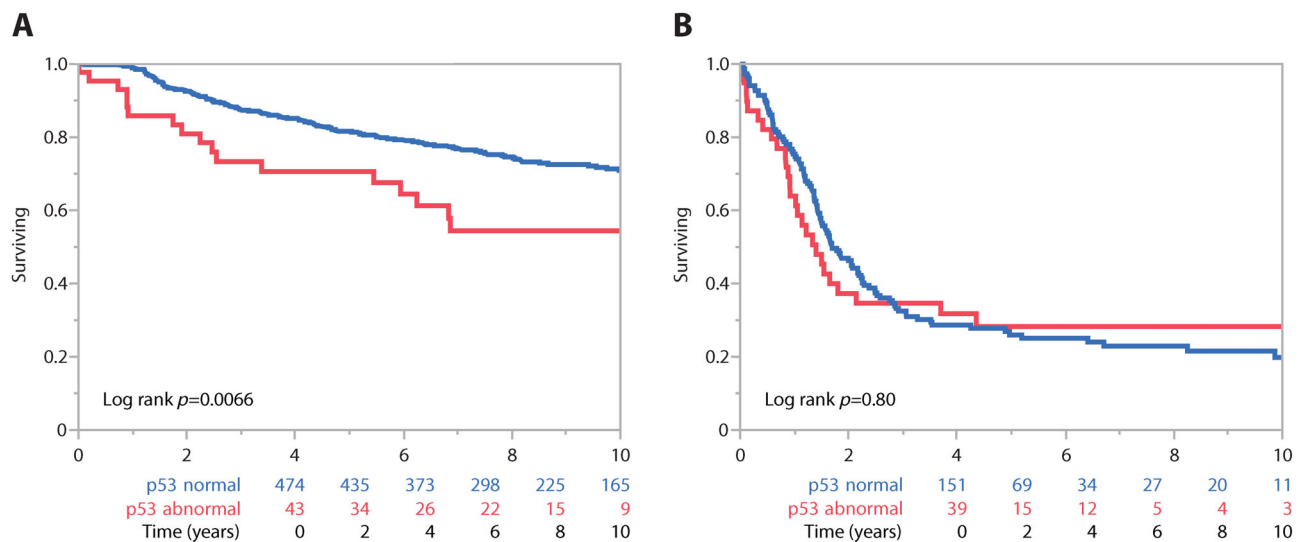 A
1.0
0.8
0.6
0.4
0.2
0
Surviving
Log rank p=0.0066
0 2 4 6 8 10
p53 normal 474 435 373 298 225 165
p53 abnormal 43 34 26 22 15 9
Time (years) 0 2 4 6 8 10
B
1.0
0.8
0.6
0.4
0.2
0
Surviving
Log rank p=0.80
0 2 4 6 8 10
p53 normal 151 69 34 27 20 11
p53 abnormal 39 15 12 5 4 3
Time (years) 0 2 4 6 8 10